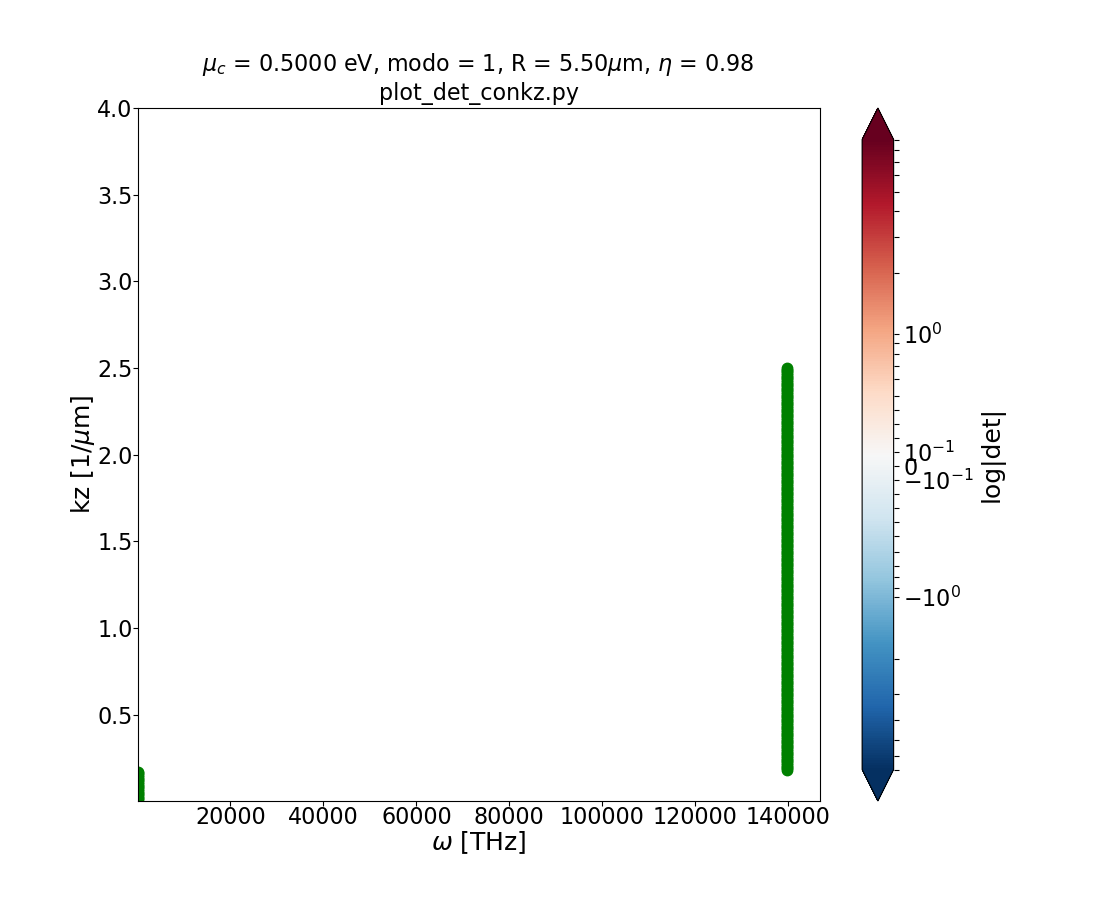 μc = 0.5000 eV, modo = 1, R = 5.50μm, η = 0.98
plot_det_conkz.py
4.0
3.5
3.0
2.5
2.0
1.5
1.0
0.5
kz [1/μm]
20000 40000 60000 80000 100000 120000 140000
ω [THz]
10⁰
10⁻¹
0
−10⁻¹
−10⁰
log|det|